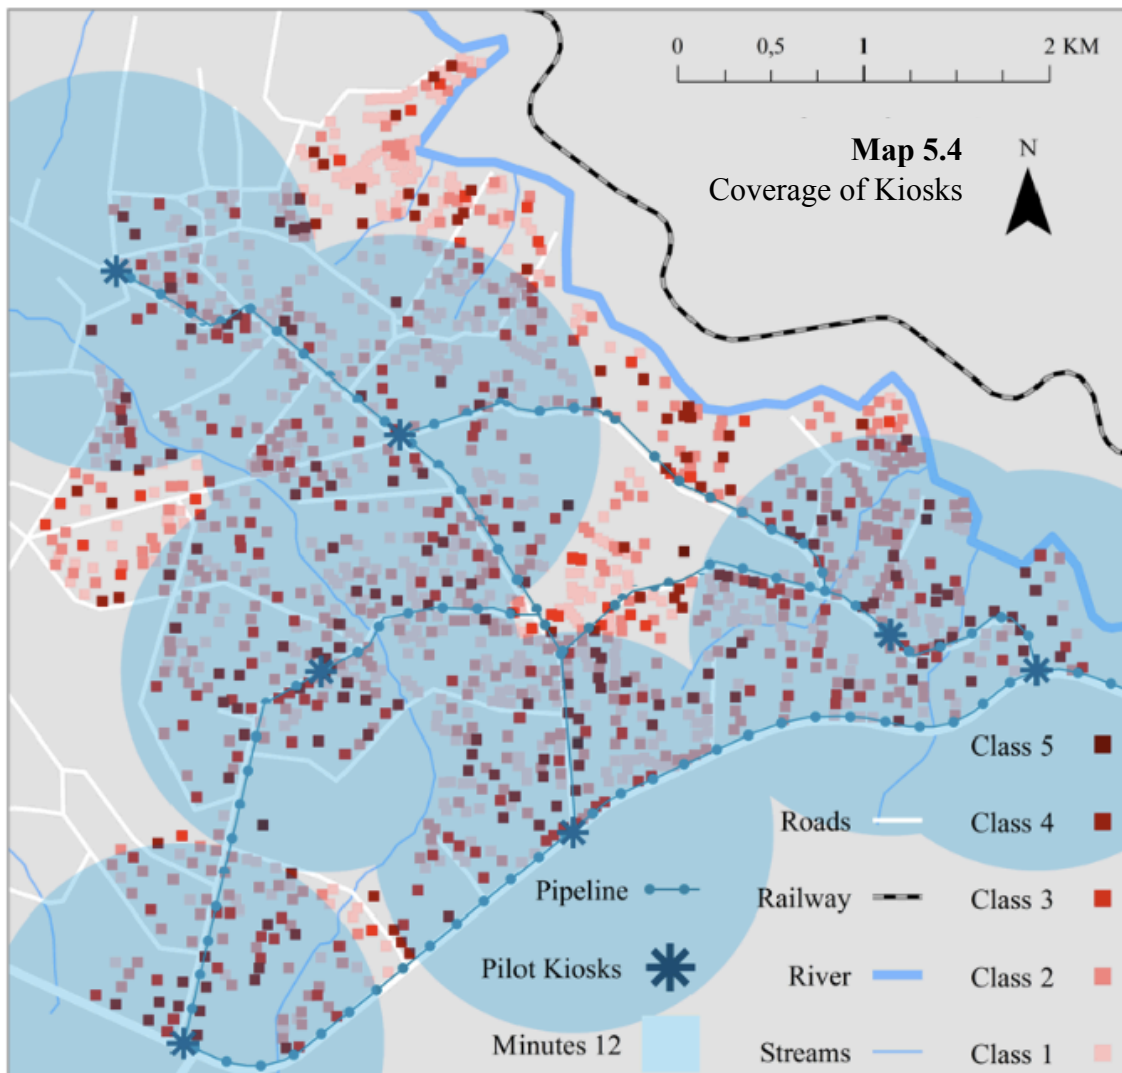 0 0,5 1 2 KM
Map 5.4
Coverage of Kiosks
N
Class 5
Roads Class 4
Pipeline Railway Class 3
Pilot Kiosks River Class 2
Minutes 12 Streams Class 1